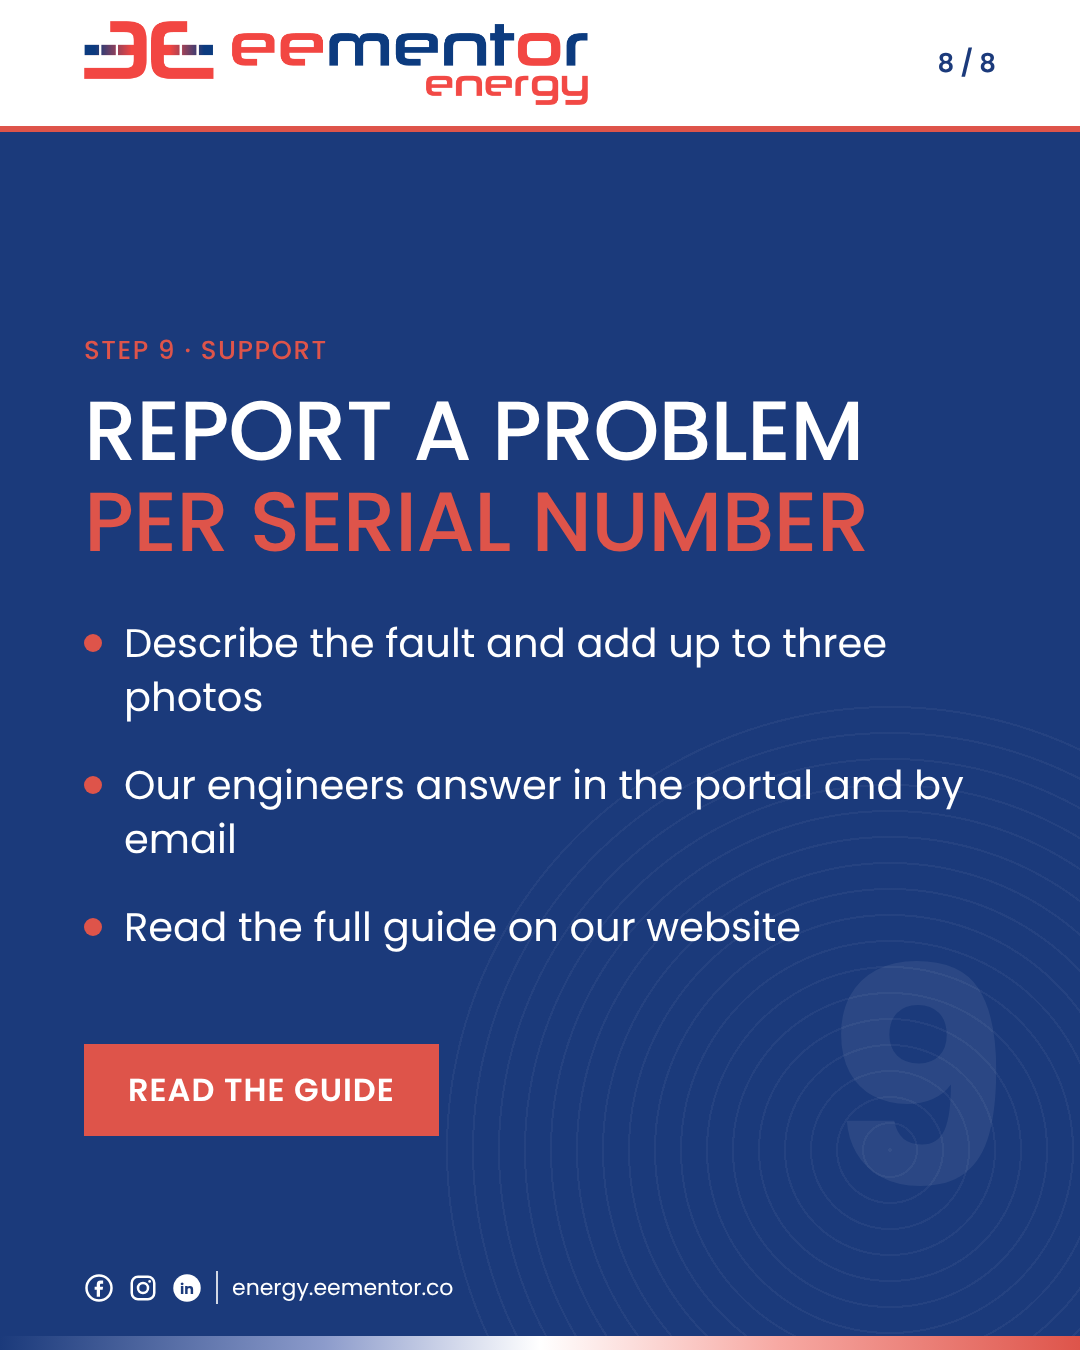 eementor
energy
8 / 8
STEP 9 · SUPPORT
REPORT A PROBLEM
PER SERIAL NUMBER
Describe the fault and add up to three
photos
Our engineers answer in the portal and by
email
Read the full guide on our website
9
READ THE GUIDE
energy.eementor.co